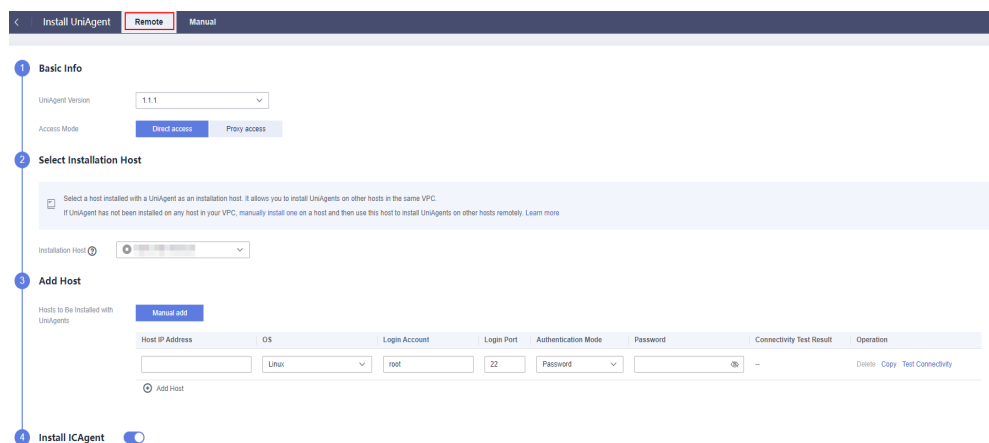 Install UniAgent Remote Manual
1 Basic Info
UniAgent Version 1.1.1
Access Mode Direct access Proxy access
2 Select Installation Host
Select a host installed with a UniAgent as an installation host. It allows you to install UniAgents on other hosts in the same VPC.
If UniAgent has not been installed on any host in your VPC, manually install one on a host and then use this host to install UniAgents on other hosts remotely. Learn more
Installation Host ?
3 Add Host
Hosts to Be Installed with
UniAgents
Manual add
Host IP Address OS Login Account Login Port Authentication Mode Password Connectivity Test Result Operation
Linux root 22 Password -- Delete Copy Test Connectivity
Add Host
4 Install ICAgent